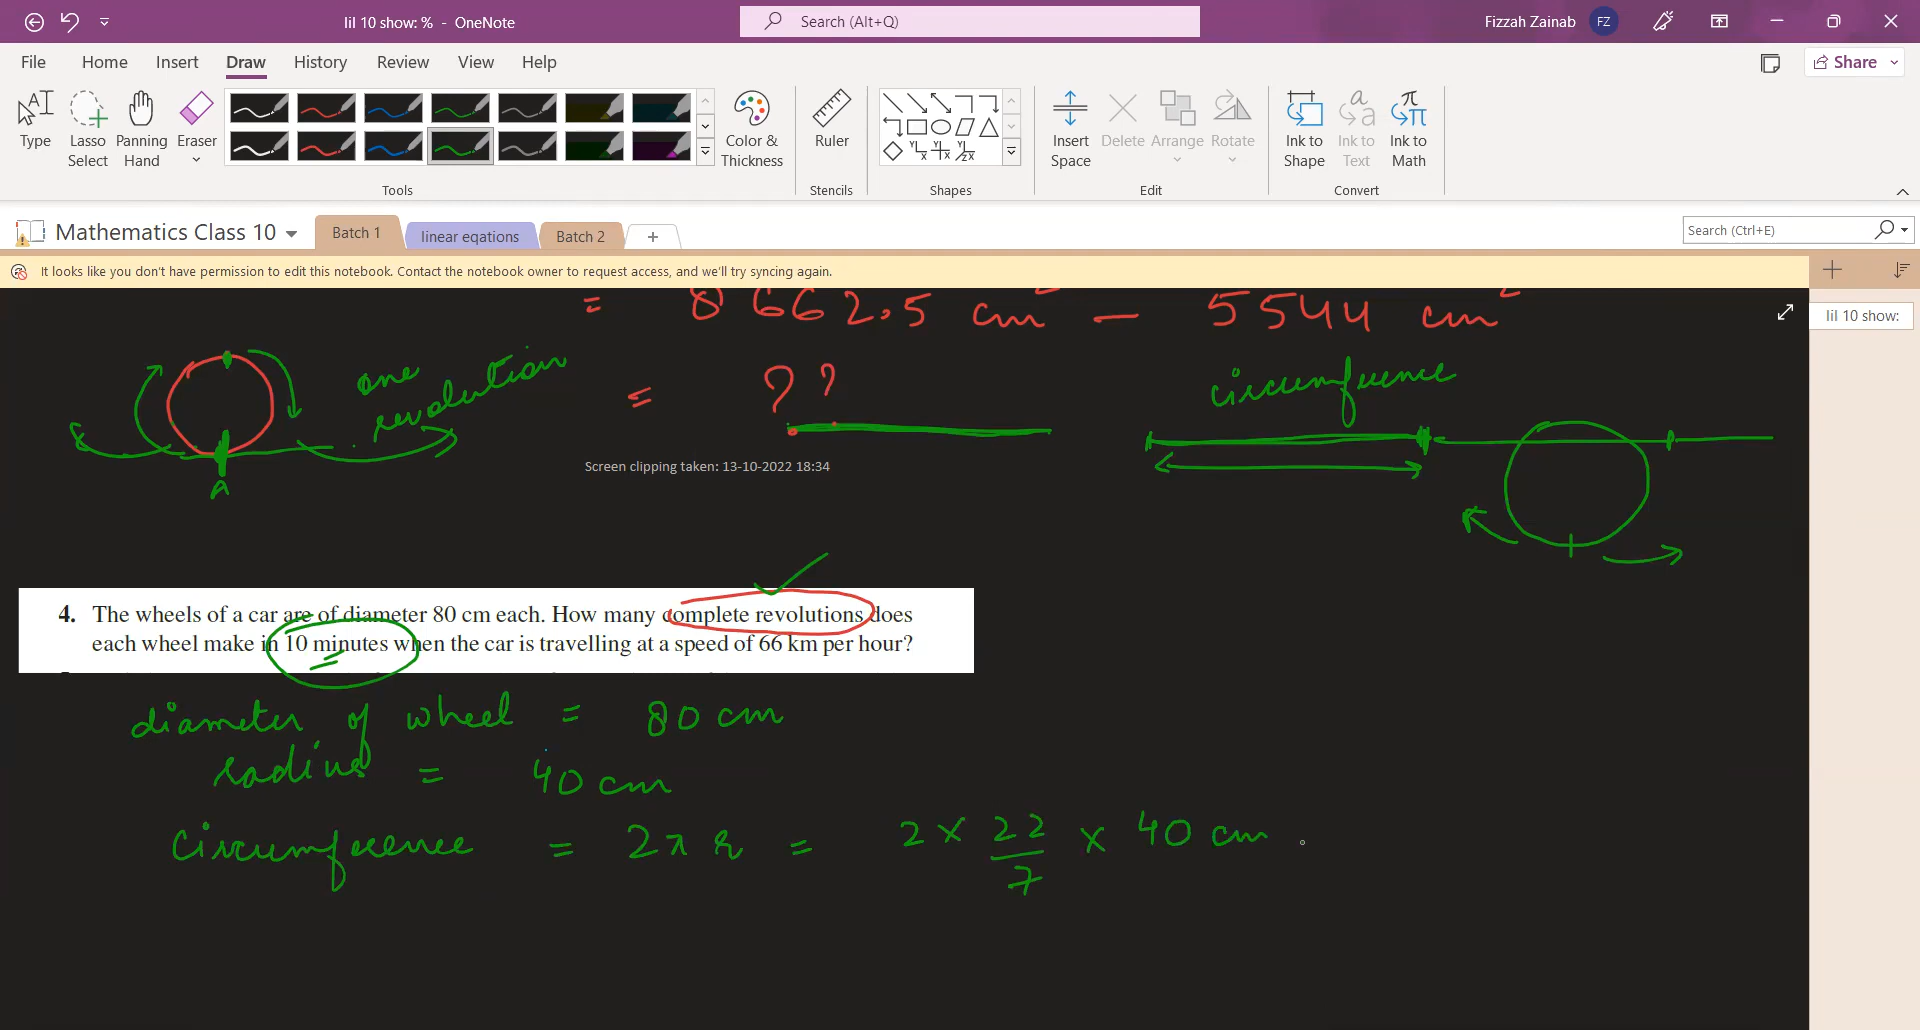 lil 10 show: % - OneNote
Search (Alt+Q)
Fizzah Zainab
FZ
File Home Insert Draw History Review View Help
Share
Type
Lasso Select
Panning Hand
Eraser
Color & Thickness
Ruler
Insert Space
Delete
Arrange
Rotate
Ink to Shape
Ink to Text
Ink to Math
Tools
Stencils
Shapes
Edit
Convert
Mathematics Class 10
Batch 1
linear eqations
Batch 2
Search (Ctrl+E)
It looks like you don't have permission to edit this notebook. Contact the notebook owner to request access, and we'll try syncing again.
lil 10 show:
= 8662.5 cm² — 5544 cm²
one revolution
= ??
circumfuence
A
Screen clipping taken: 13-10-2022 18:34
4. The wheels of a car are of diameter 80 cm each. How many complete revolutions does
each wheel make in 10 minutes when the car is travelling at a speed of 66 km per hour?
diameter of wheel = 80 cm
radius = 40 cm
Circumference = 2πr = 2 × 22/7 × 40 cm